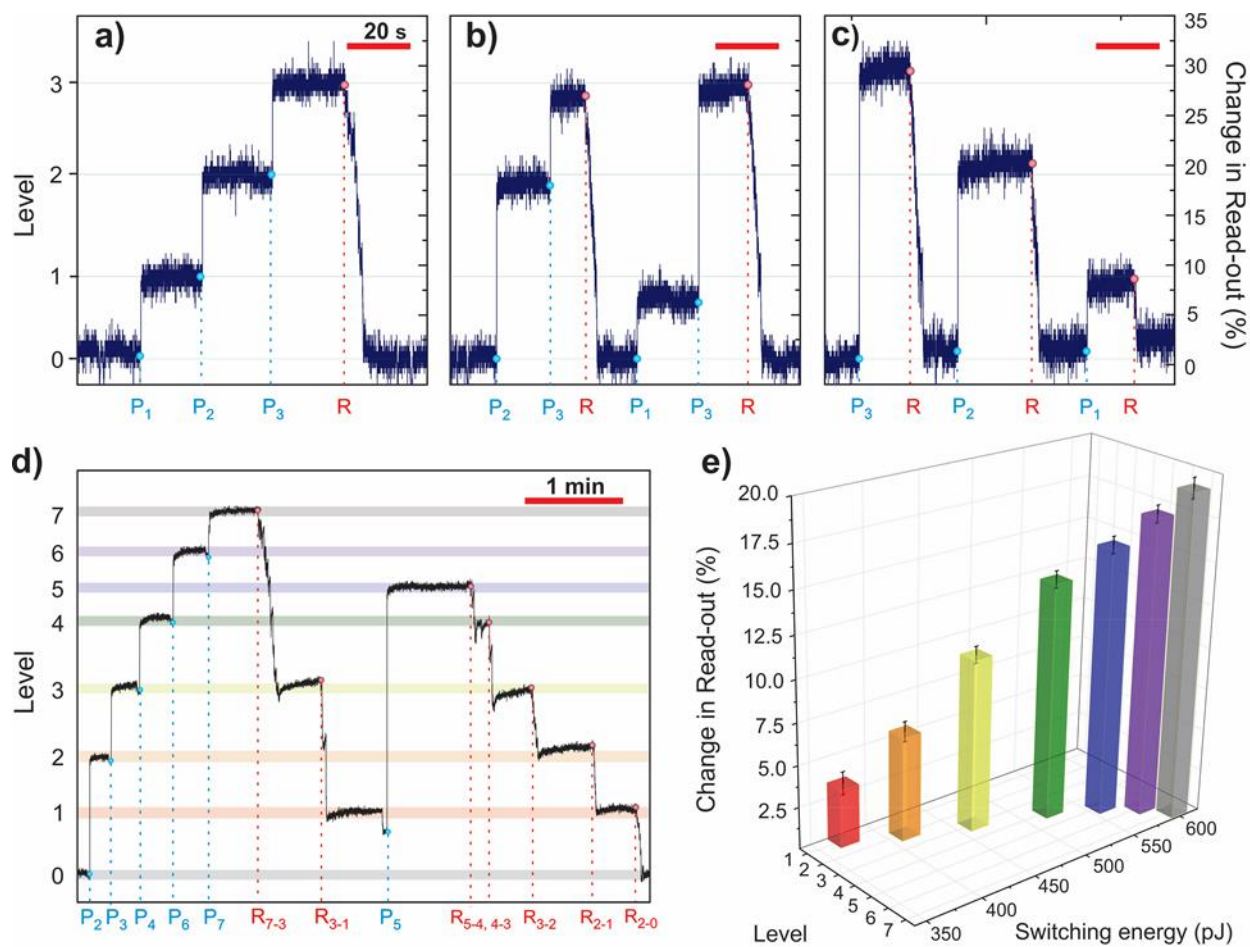 a)
20 s
b)
c)
35
30
25
20
15
10
5
0
Change in Read-out (%)
3
2
1
0
Level
P1 P2 P3 R
P2 P3 R P1 P3 R
P3 R P2 R P1 R
d)
1 min
7
6
5
4
3
2
1
0
Level
P2 P3 P4 P6 P7 R7-3 R3-1 P5 R5-4, 4-3 R3-2 R2-1 R2-0
e)
20.0
17.5
15.0
12.5
10.0
7.5
5.0
2.5
Change in Read-out (%)
1 2 3 4 5 6 7
Level
350 400 450 500 550 600
Switching energy (pJ)